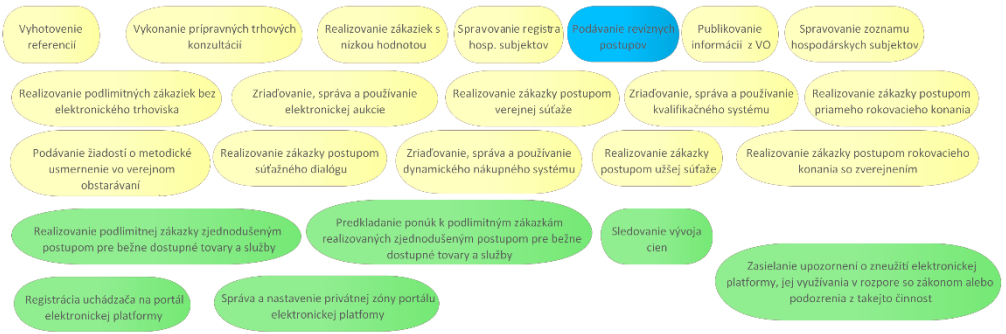 Vyhotovenie
referencií
Vykonanie prípravných trhových
konzultácií
Realizovanie zákaziek s
nízkou hodnotou
Spravovanie registra
hosp. subjektov
Podávanie revíznych
postupov
Publikovanie
informácií z VO
Spravovanie zoznamu
hospodárskych subjektov
Realizovanie podlimitných zákaziek bez
elektronického trhoviska
Zriaďovanie, správa a používanie
elektronickej aukcie
Realizovanie zákazky postupom
verejnej súťaže
Zriaďovanie, správa a používanie
kvalifikačného systému
Realizovanie zákazky postupom
priameho rokovacieho konania
Podávanie žiadostí o metodické
usmernenie vo verejnom
obstarávaní
Realizovanie zákazky postupom
súťažného dialógu
Zriaďovanie, správa a používanie
dynamického nákupného systému
Realizovanie zákazky
postupom užšej súťaže
Realizovanie zákazky postupom rokovacieho
konania so zverejnením
Realizovanie podlimitnej zákazky zjednodušeným
postupom pre bežne dostupné tovary a služby
Predkladanie ponúk k podlimitným zákazkám
realizovaných zjednodušeným postupom pre bežne
dostupné tovary a služby
Sledovanie vývoja
cien
Zasielanie upozornení o zneužití elektronickej
platformy, jej využívania v rozpore so zákonom alebo
podozrenia z takejto činnost
Registrácia uchádzača na portál
elektronickej platformy
Správa a nastavenie privátnej zóny portálu
elektronickej platfomy